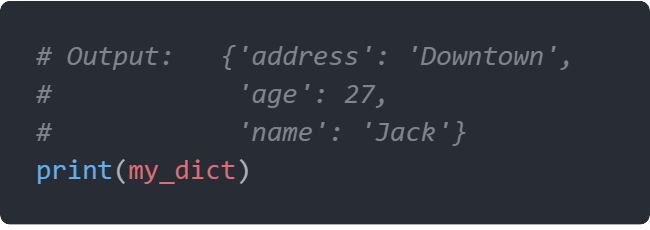 # Output:   {'address': 'Downtown',
#            'age': 27,
#            'name': 'Jack'}
print(my_dict)